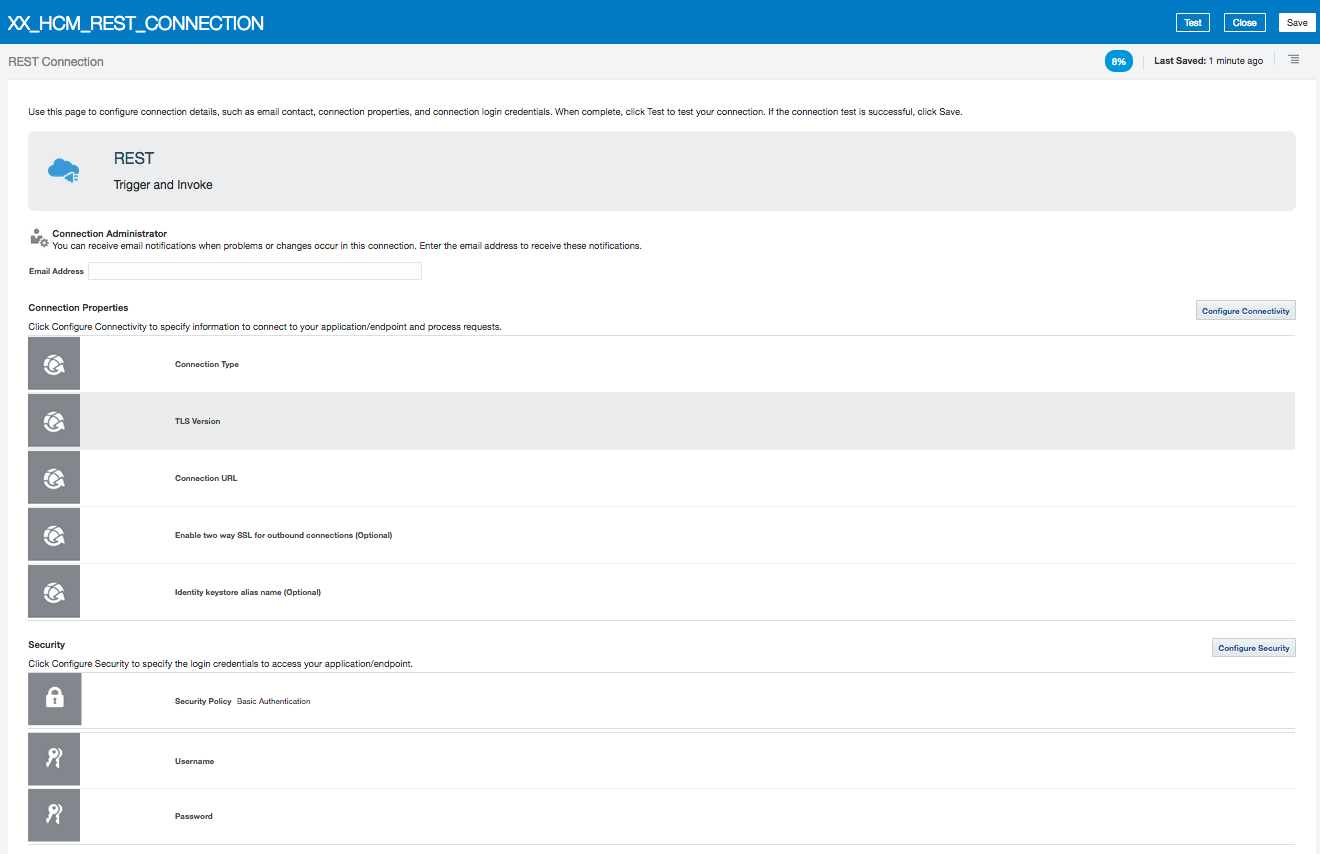 XX_HCM_REST_CONNECTION
Test
Close
Save
REST Connection
8%
Last Saved: 1 minute ago
Use this page to configure connection details, such as email contact, connection properties, and connection login credentials. When complete, click Test to test your connection. If the connection test is successful, click Save.
REST
Trigger and Invoke
Connection Administrator
You can receive email notifications when problems or changes occur in this connection. Enter the email address to receive these notifications.
Email Address
Connection Properties
Configure Connectivity
Click Configure Connectivity to specify information to connect to your application/endpoint and process requests.
Connection Type
TLS Version
Connection URL
Enable two way SSL for outbound connections (Optional)
Identity keystore alias name (Optional)
Security
Configure Security
Click Configure Security to specify the login credentials to access your application/endpoint.
Security Policy Basic Authentication
Username
Password